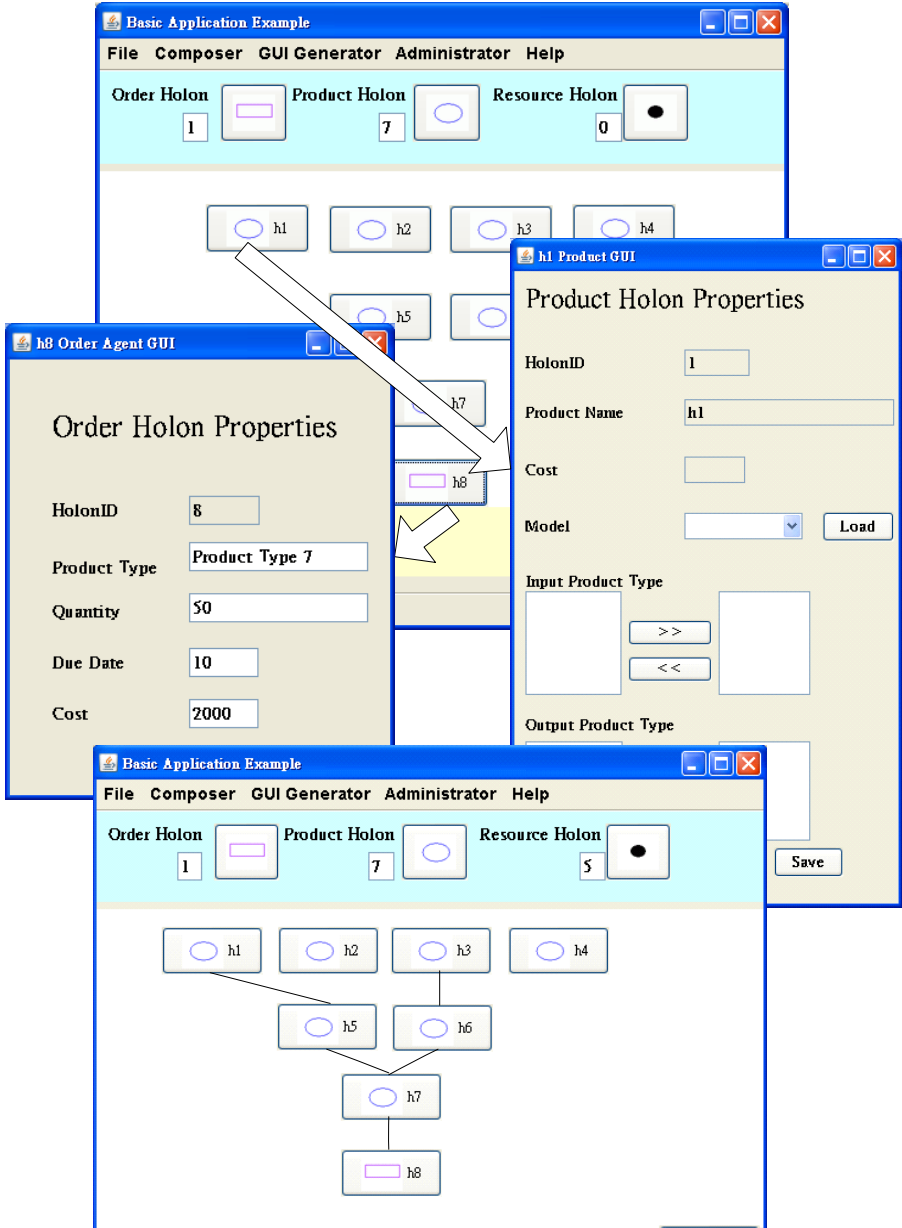 Basic Application Example
File Composer GUI Generator Administrator Help
Order Holon Product Holon Resource Holon
1 7 0
h1 h2 h3 h4
h5
h7
h8
h1 Product GUI
Product Holon Properties
HolonID 1
Product Name h1
Cost
Model Load
Input Product Type
>>
<<
Output Product Type
Save
h8 Order Agent GUI
Order Holon Properties
HolonID 8
Product Type Product Type 7
Quantity 50
Due Date 10
Cost 2000
Basic Application Example
File Composer GUI Generator Administrator Help
Order Holon Product Holon Resource Holon
1 7 5
h1 h2 h3 h4
h5 h6
h7
h8